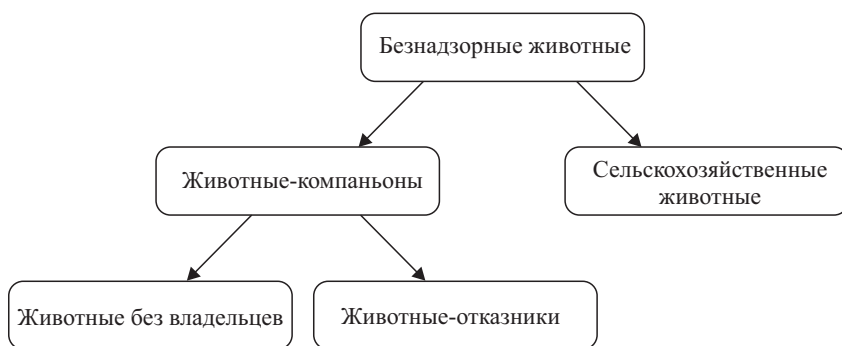 Безнадзорные животные
Животные-компаньоны
Сельскохозяйственные
животные
Животные без владельцев
Животные-отказники